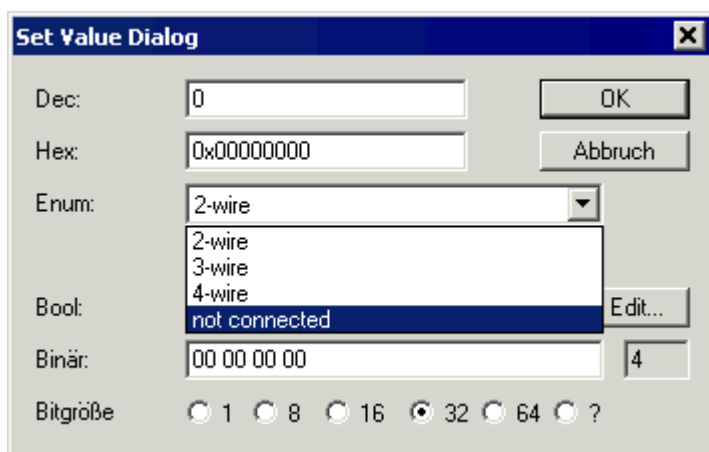 Set Value Dialog
Dec: 0 OK
Hex: 0x00000000 Abbruch
Enum: 2-wire
2-wire
3-wire
4-wire
not connected
Bool: Edit...
Binär: 00 00 00 00 4
Bitgröße 1 8 16 32 64 ?